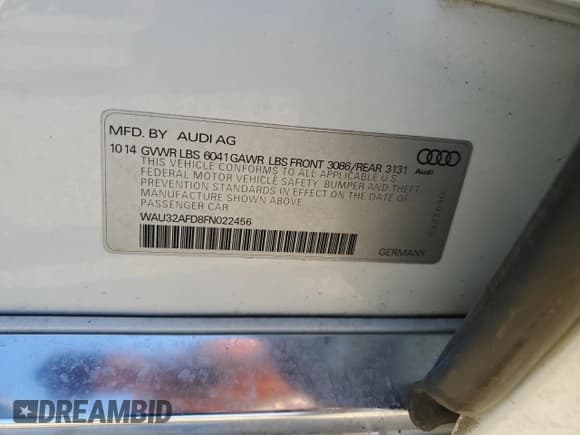 MFD. BY AUDI AG
10 14 GVWR LBS 6041 GAWR LBS FRONT 3086/REAR 3131
THIS VEHICLE CONFORMS TO ALL APPLICABLE U.S.
FEDERAL MOTOR VEHICLE SAFETY, BUMPER AND THEFT
PREVENTION STANDARDS IN EFFECT ON THE DATE OF
MANUFACTURE SHOWN ABOVE
PASSENGER CAR
WAU32AFD8FN022456
Audi
GERMANY
DREAMBID